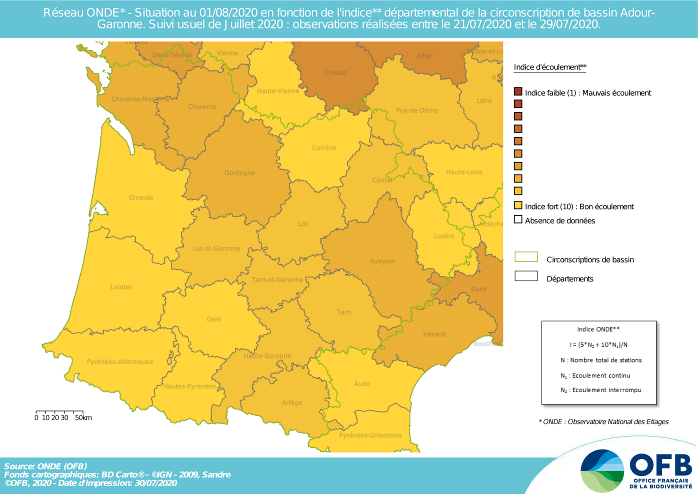 Réseau ONDE* - Situation au 01/08/2020 en fonction de l'indice** départemental de la circonscription de bassin Adour-
Garonne. Suivi usuel de Juillet 2020 : observations réalisées entre le 21/07/2020 et le 29/07/2020.
Indice d'écoulement**
Indice faible (1) : Mauvais écoulement
Indice fort (10) : Bon écoulement
Absence de données
Circonscriptions de bassin
Départements
Vienne
Creuse
Allier
Haute-Vienne
Charente
Puy-de-Dôme
Loire
Corrèze
Cantal
Haute-Loire
Dordogne
Gironde
Lot
Lozère
Lot-et-Garonne
Aveyron
Tarn-et-Garonne
Landes
Gard
Gers
Tarn
Hérault
Haute-Garonne
Pyrénées-Atlantiques
Hautes-Pyrénées
Aude
Ariège
Pyrénées-Orientales
0 10 20 30 50km
Indice ONDE**
I = (5*N₂ + 10*N₁)/N
N : Nombre total de stations
N₁ : Ecoulement continu
N₂ : Ecoulement interrompu
* ONDE : Observatoire National des Etiages
Source: ONDE (OFB)
Fonds cartographiques: BD Carto® - ©IGN - 2009, Sandre
©OFB, 2020 - Date d'impression: 30/07/2020
OFB
OFFICE FRANÇAIS
DE LA BIODIVERSITÉ